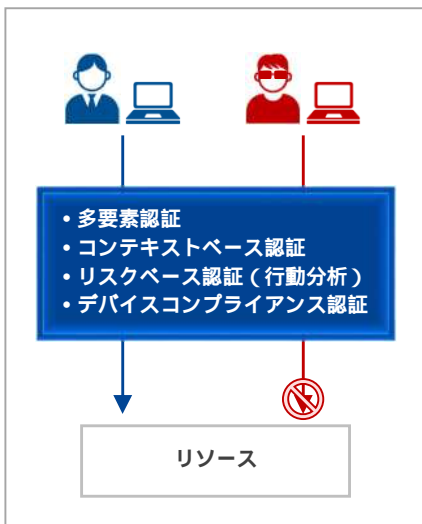 ・多要素認証
・コンテキストベース認証
・リスクベース認証（行動分析）
・デバイスコンプライアンス認証
リソース